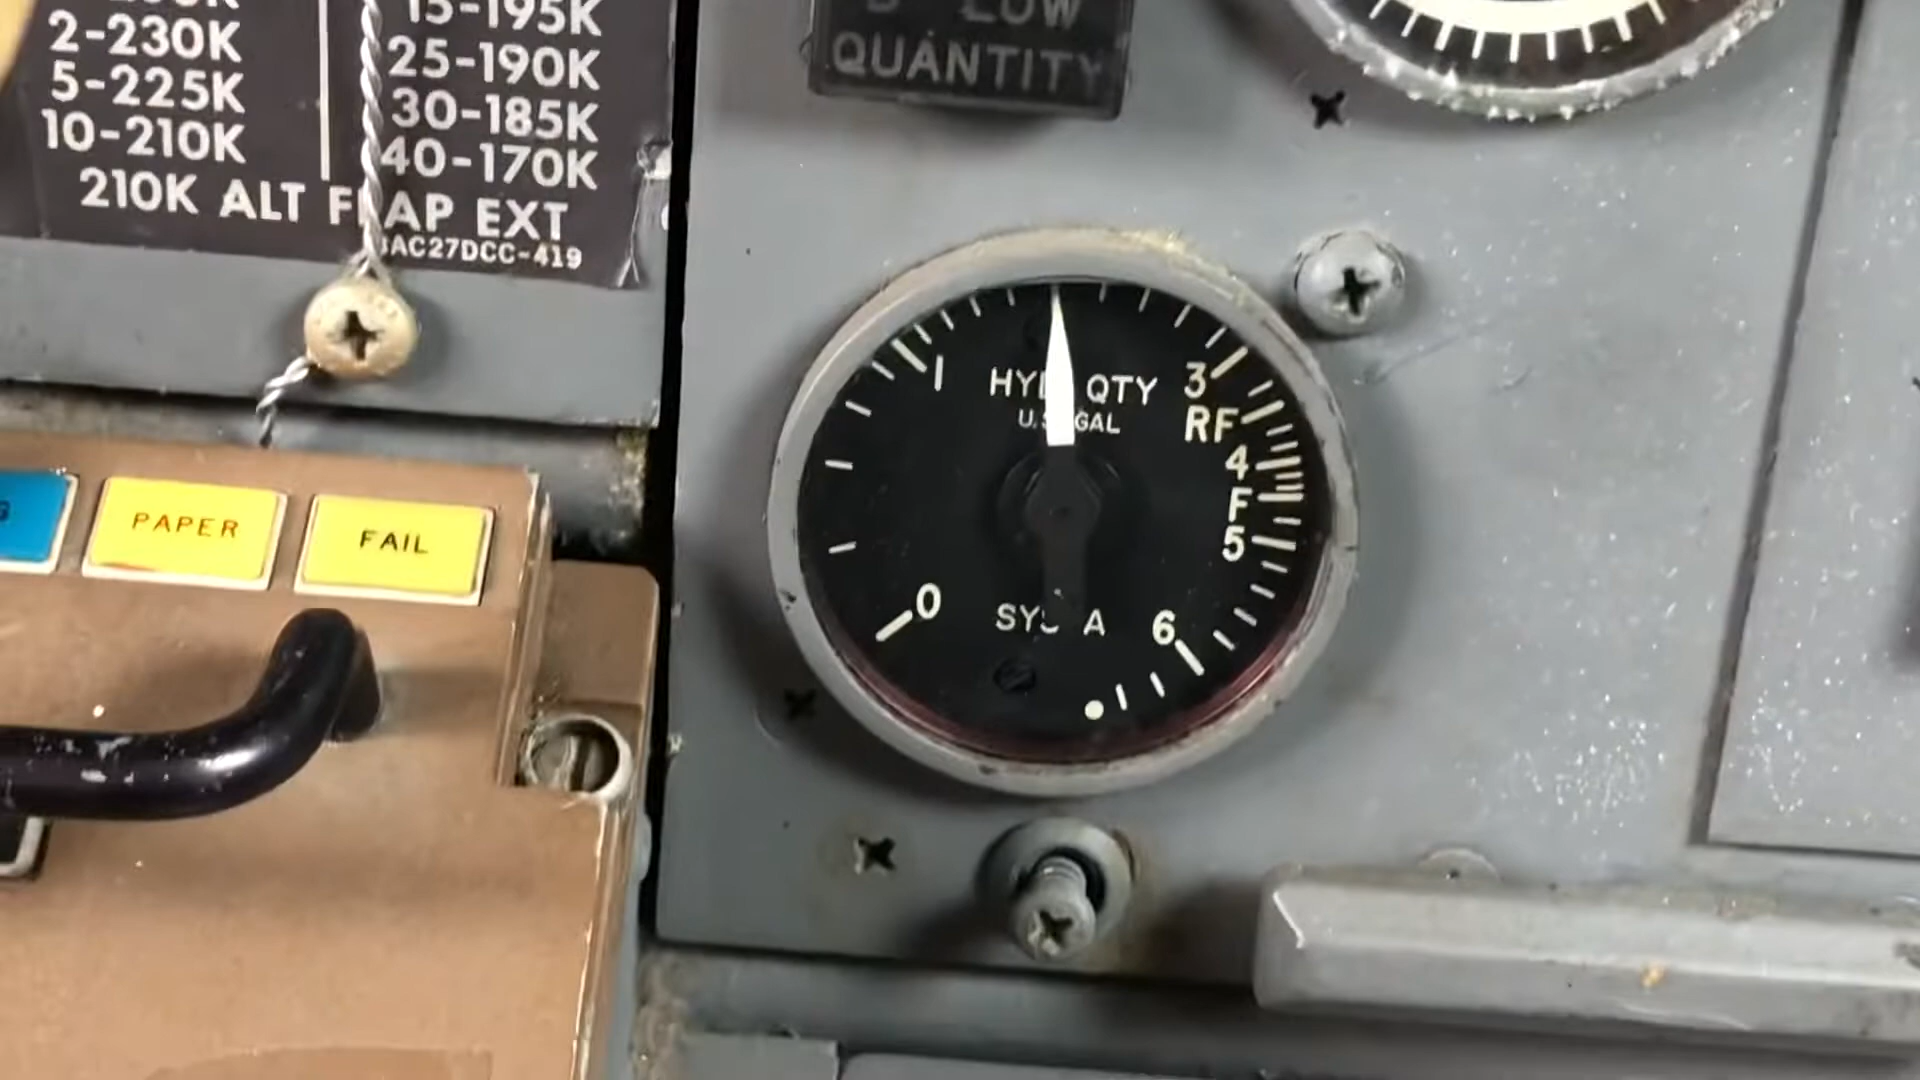 2-230K
5-225K
10-210K
15-195K
25-190K
30-185K
40-170K
210K ALT FLAP EXT
BAC27DCC-419
LOW
QUANTITY
PAPER
FAIL
1
HYD QTY
U.S. GAL
3
RF
4
F
5
0
SYS A
6